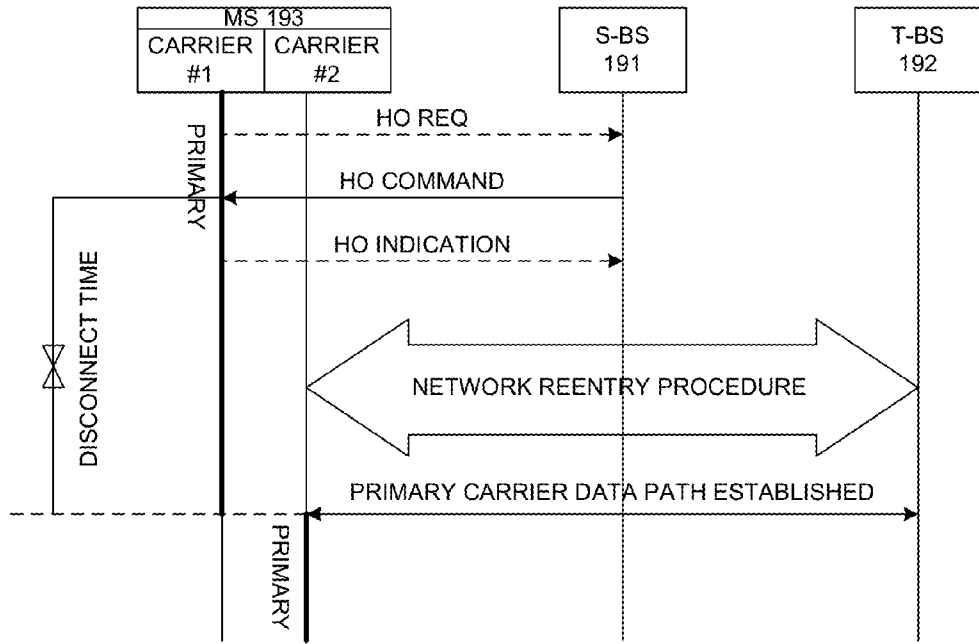 MS 193
CARRIER
#1
CARRIER
#2
S-BS
191
T-BS
192
HO REQ
PRIMARY
HO COMMAND
HO INDICATION
DISCONNECT TIME
NETWORK REENTRY PROCEDURE
PRIMARY CARRIER DATA PATH ESTABLISHED
PRIMARY